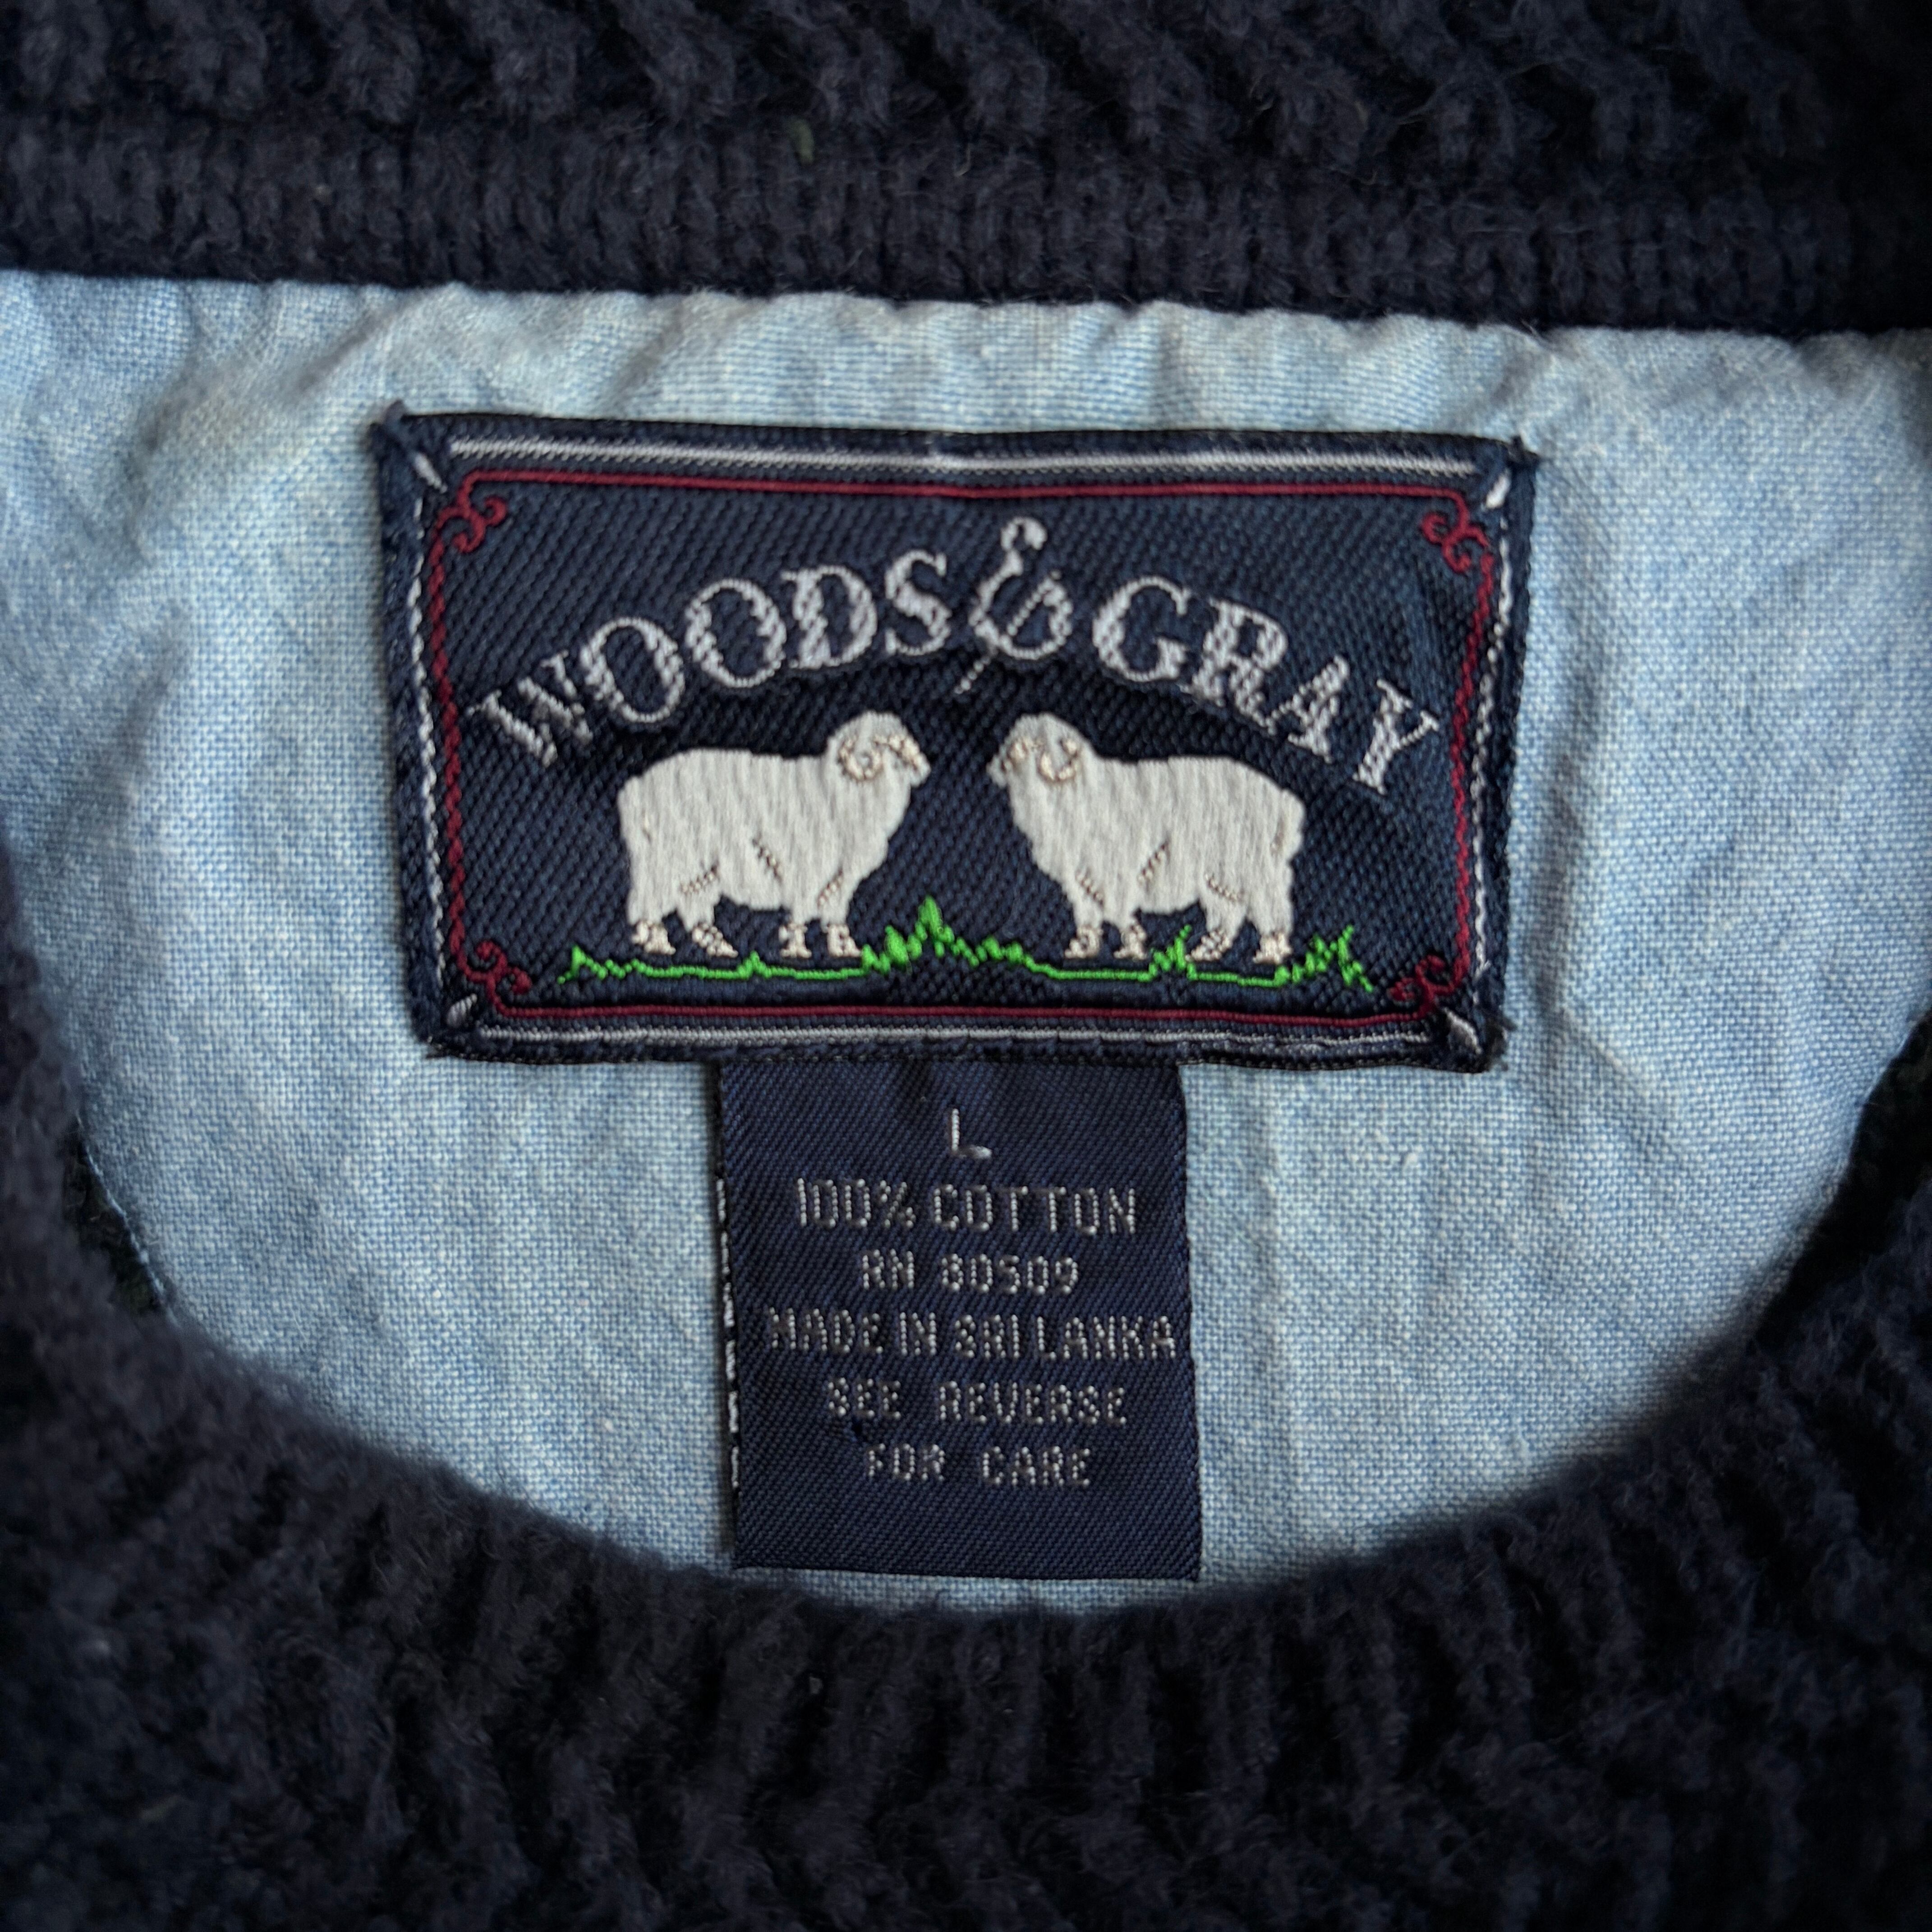 WOODS & GRAY
L
100% COTTON
RN 80509
MADE IN SRI LANKA
SEE REVERSE
FOR CARE